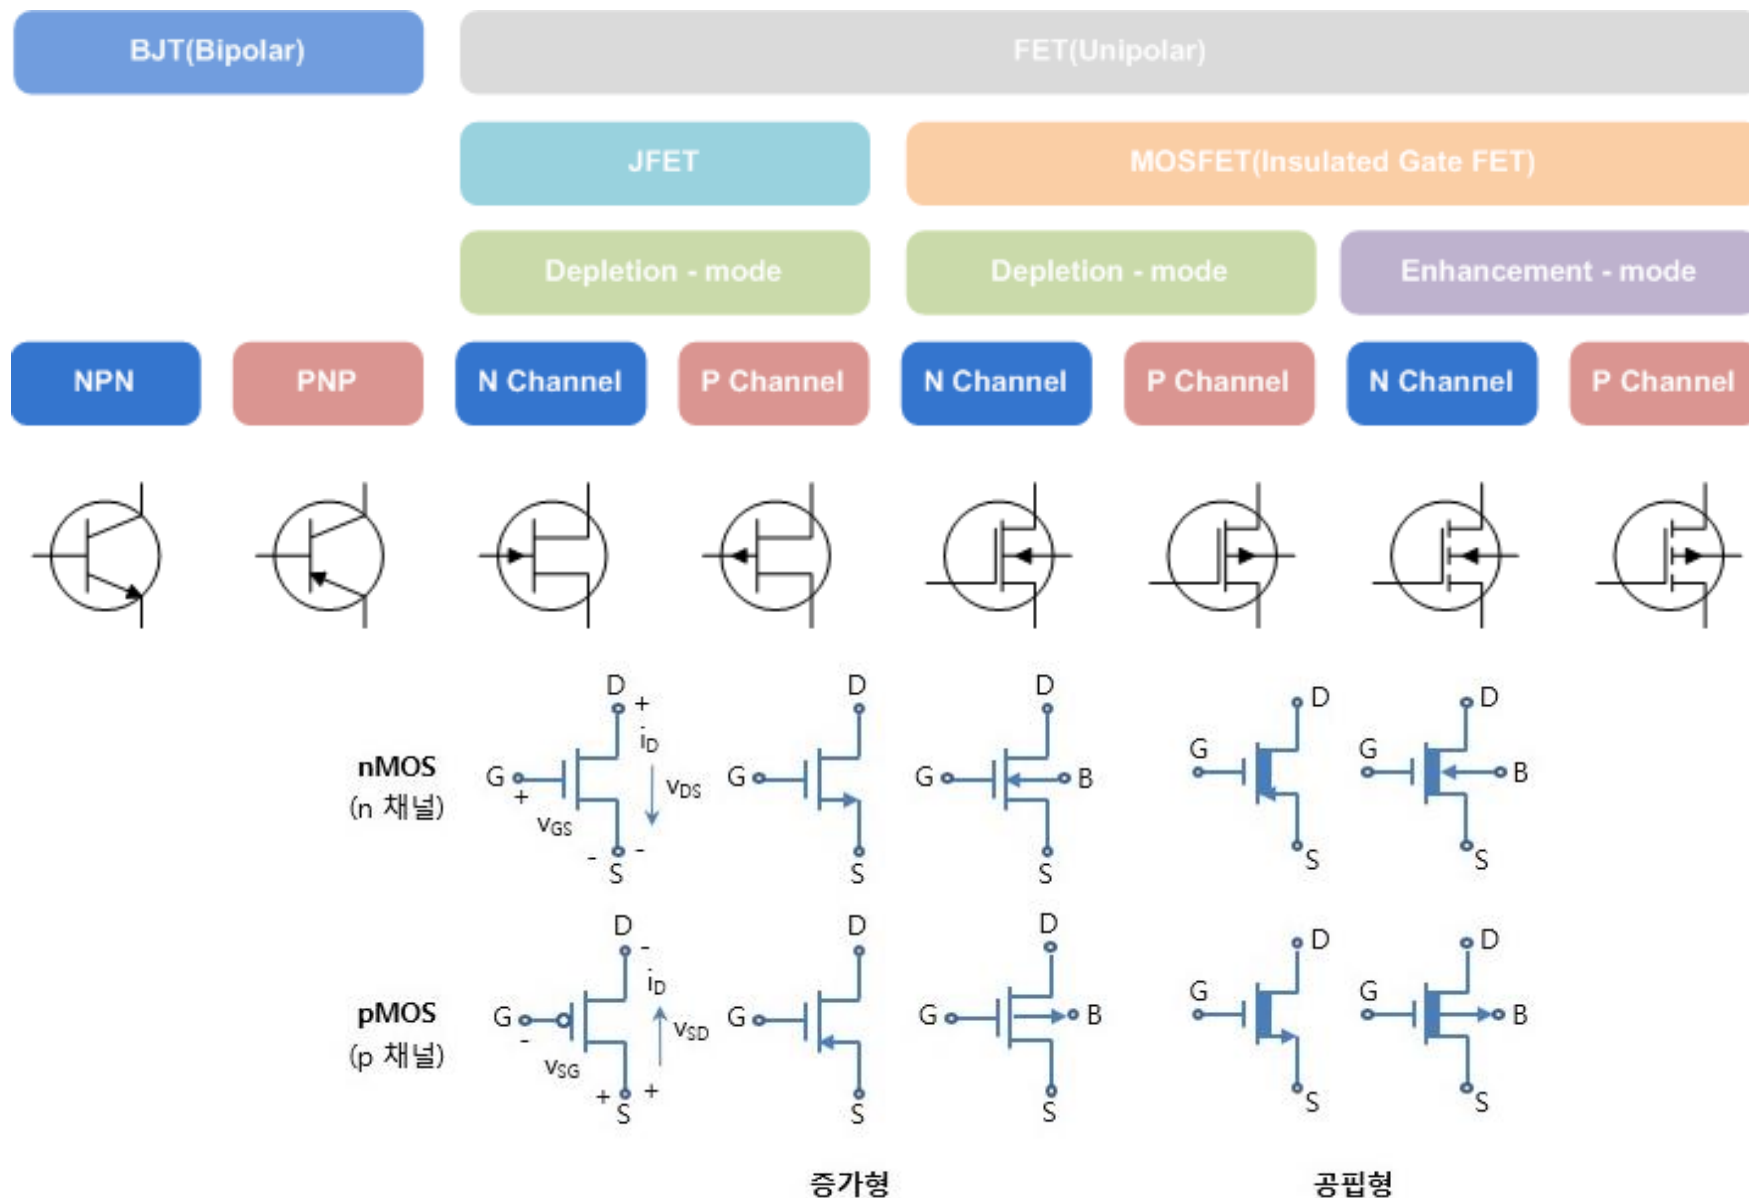 BJT(Bipolar)
FET(Unipolar)
JFET
MOSFET(Insulated Gate FET)
Depletion - mode
Depletion - mode
Enhancement - mode
NPN
PNP
N Channel
P Channel
N Channel
P Channel
N Channel
P Channel
nMOS
(n 채널)
D
+
iD
G
+
vDS
vGS
-
-
S
D
G
S
D
G
B
S
D
G
S
D
G
B
S
pMOS
(p 채널)
D
-
iD
G
-
vSD
vSG
+
+
S
D
G
S
D
G
B
S
D
G
S
D
G
B
S
증가형
공핍형